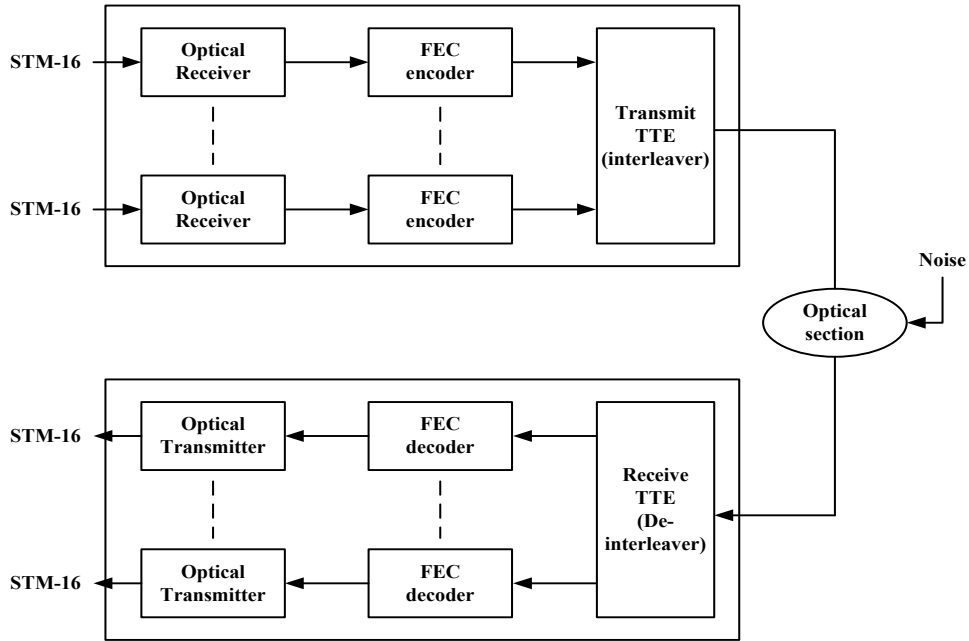 STM-16
Optical
Receiver
FEC
encoder
Transmit
TTE
(interleaver)
STM-16
Optical
Receiver
FEC
encoder
Noise
Optical
section
STM-16
Optical
Transmitter
FEC
decoder
Receive
TTE
(De-
interleaver)
STM-16
Optical
Transmitter
FEC
decoder